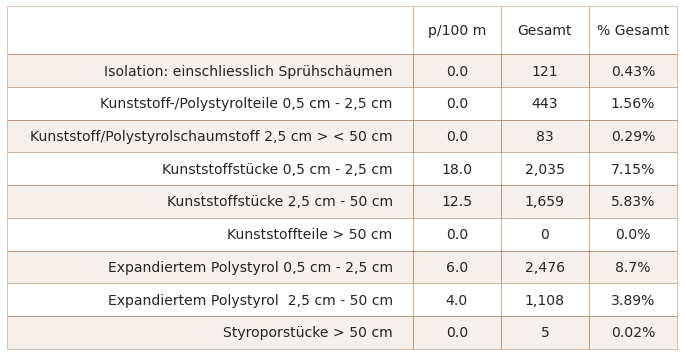 p/100 m Gesamt % Gesamt
Isolation: einschliesslich Sprühschäumen 0.0 121 0.43%
Kunststoff-/Polystyrolteile 0,5 cm - 2,5 cm 0.0 443 1.56%
Kunststoff/Polystyrolschaumstoff 2,5 cm > < 50 cm 0.0 83 0.29%
Kunststoffstücke 0,5 cm - 2,5 cm 18.0 2,035 7.15%
Kunststoffstücke 2,5 cm - 50 cm 12.5 1,659 5.83%
Kunststoffteile > 50 cm 0.0 0 0.0%
Expandiertem Polystyrol 0,5 cm - 2,5 cm 6.0 2,476 8.7%
Expandiertem Polystyrol  2,5 cm - 50 cm 4.0 1,108 3.89%
Styroporstücke > 50 cm 0.0 5 0.02%